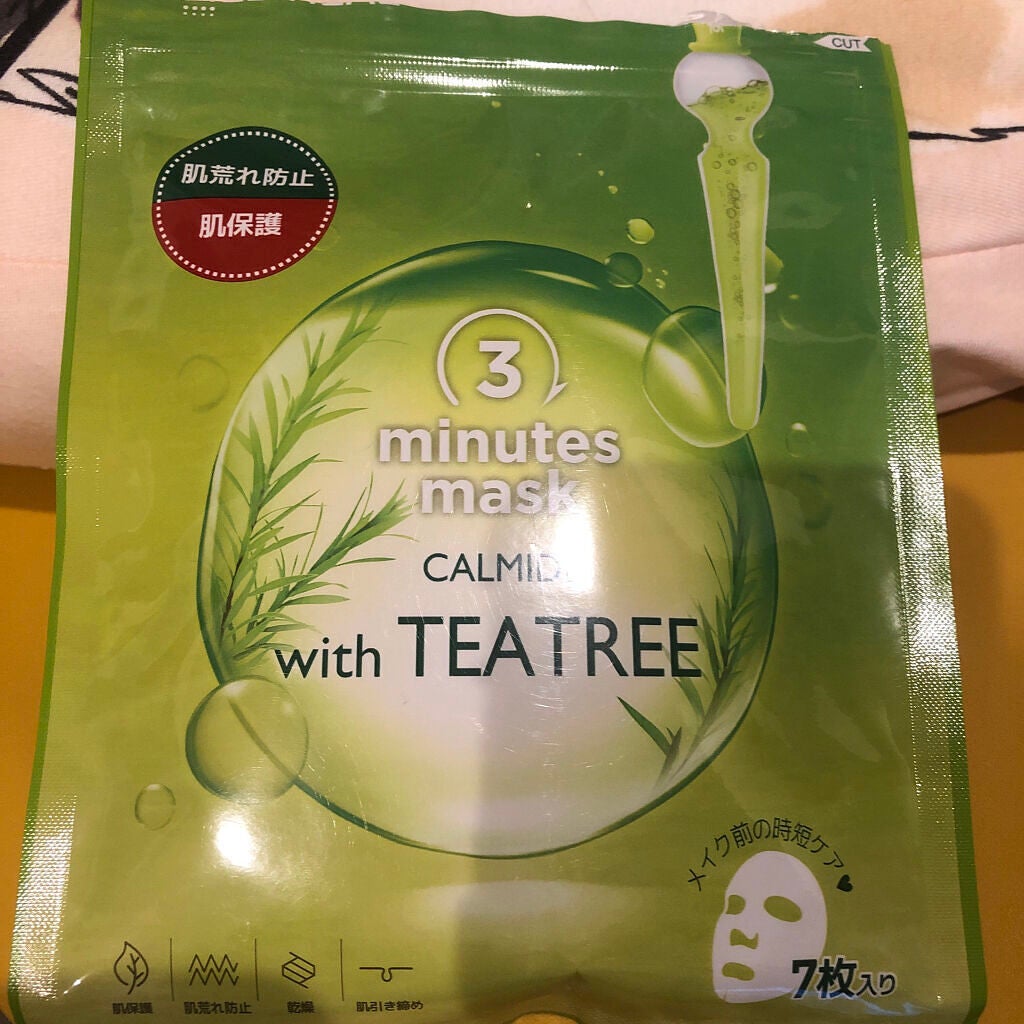 CUT
肌荒れ防止
肌保護
3
minutes
mask
with TEATREE
メイク前の時短ケア♥
7枚入り
肌保護
肌荒れ防止
乾燥
肌引き締め